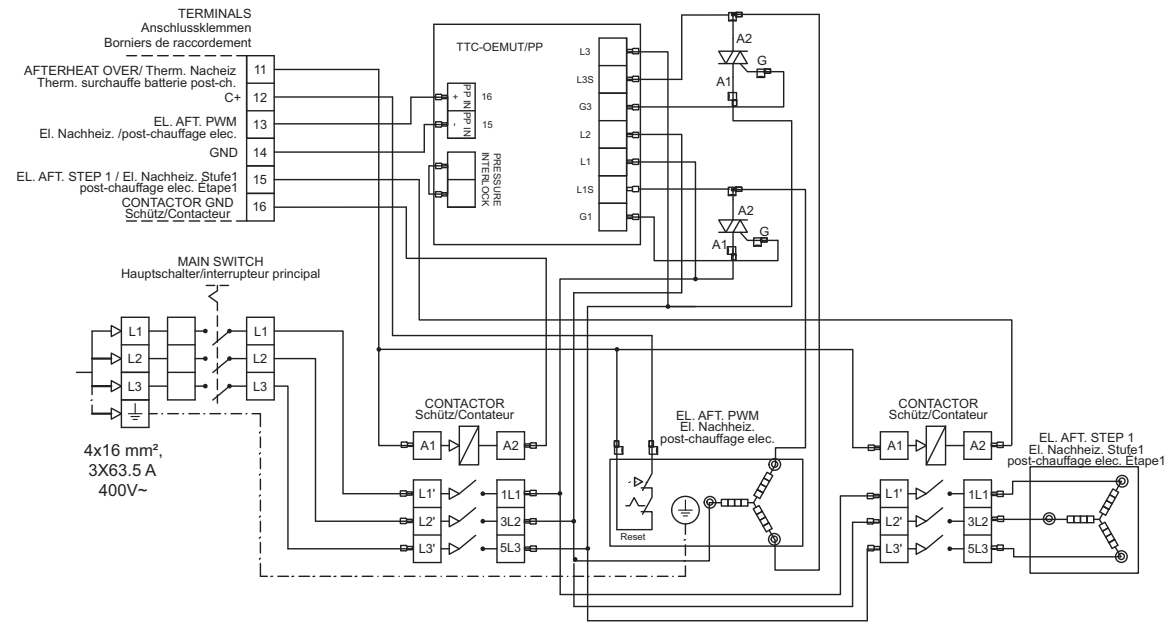 TERMINALS
Anschlussklemmen
Borniers de raccordement
AFTERHEAT OVER/ Therm. Nacheiz
Therm. surchauffe batterie post-ch.
11
C+
12
EL. AFT. PWM
El. Nachheiz. /post-chauffage elec.
13
GND
14
EL. AFT. STEP 1 / El. Nachheiz. Stufe1
post-chauffage elec. Étape1
15
CONTACTOR GND
Schütz/Contacteur
16
TTC-OEMUT/PP
+
PP IN
16
-
PP IN
15
PRESSURE
INTERLOCK
L3
L3S
G3
L2
L1
L1S
G1
A2
G
A1
A2
G
A1
MAIN SWITCH
Hauptschalter/interrupteur principal
L1
L1
L2
L2
L3
L3
4x16 mm²,
3X63.5 A
400V~
CONTACTOR
Schütz/Contateur
A1
A2
L1'
1L1
L2'
3L2
L3'
5L3
EL. AFT. PWM
El. Nachheiz.
post-chauffage elec.
Reset
CONTACTOR
Schütz/Contateur
A1
A2
L1'
1L1
L2'
3L2
L3'
5L3
EL. AFT. STEP 1
El. Nachheiz. Stufe1
post-chauffage elec. Étape1